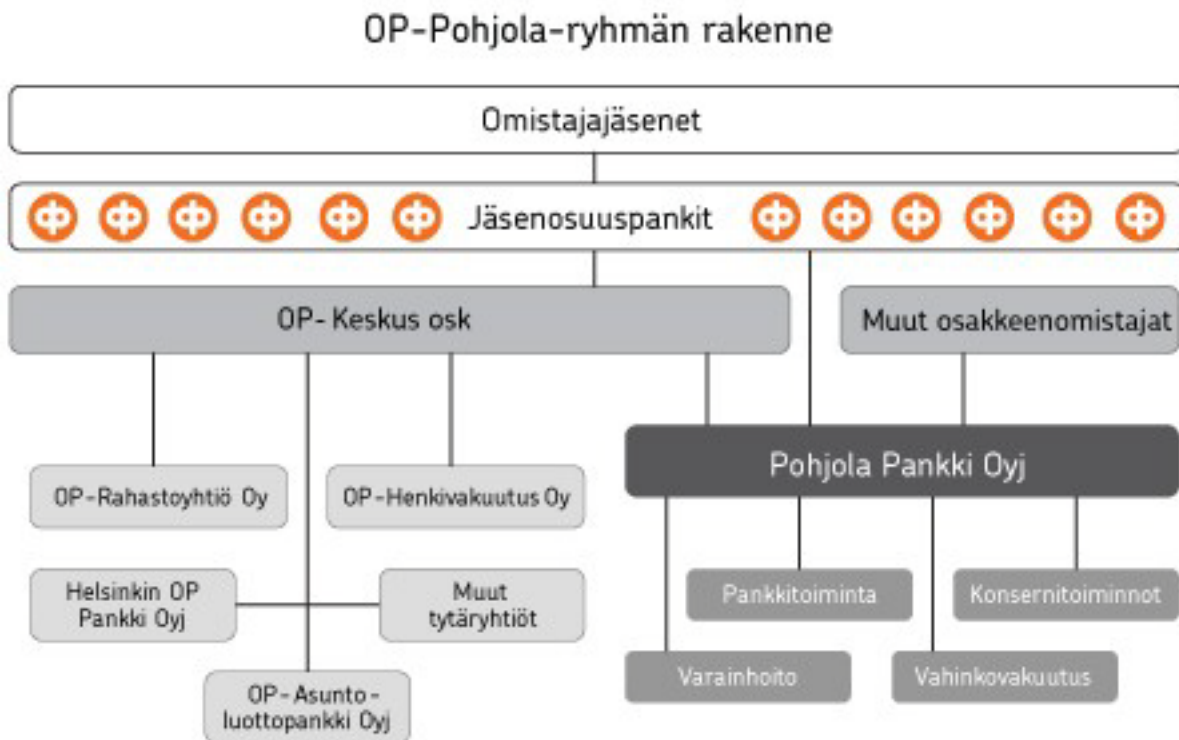 OP-Pohjola-ryhmän rakenne
Omistajajäsenet
Jäsenosuuspankit
OP-Keskus osk
Muut osakkeenomistajat
Pohjola Pankki Oyj
OP-Rahastoyhtiö Oy
OP-Henkivakuutus Oy
Helsinkin OP
Pankki Oyj
Muut
tytäryhtiöt
OP-Asunto-
luottopankki Oyj
Pankkitoiminta
Konsernitoiminnot
Varainhoito
Vahinkovakuutus